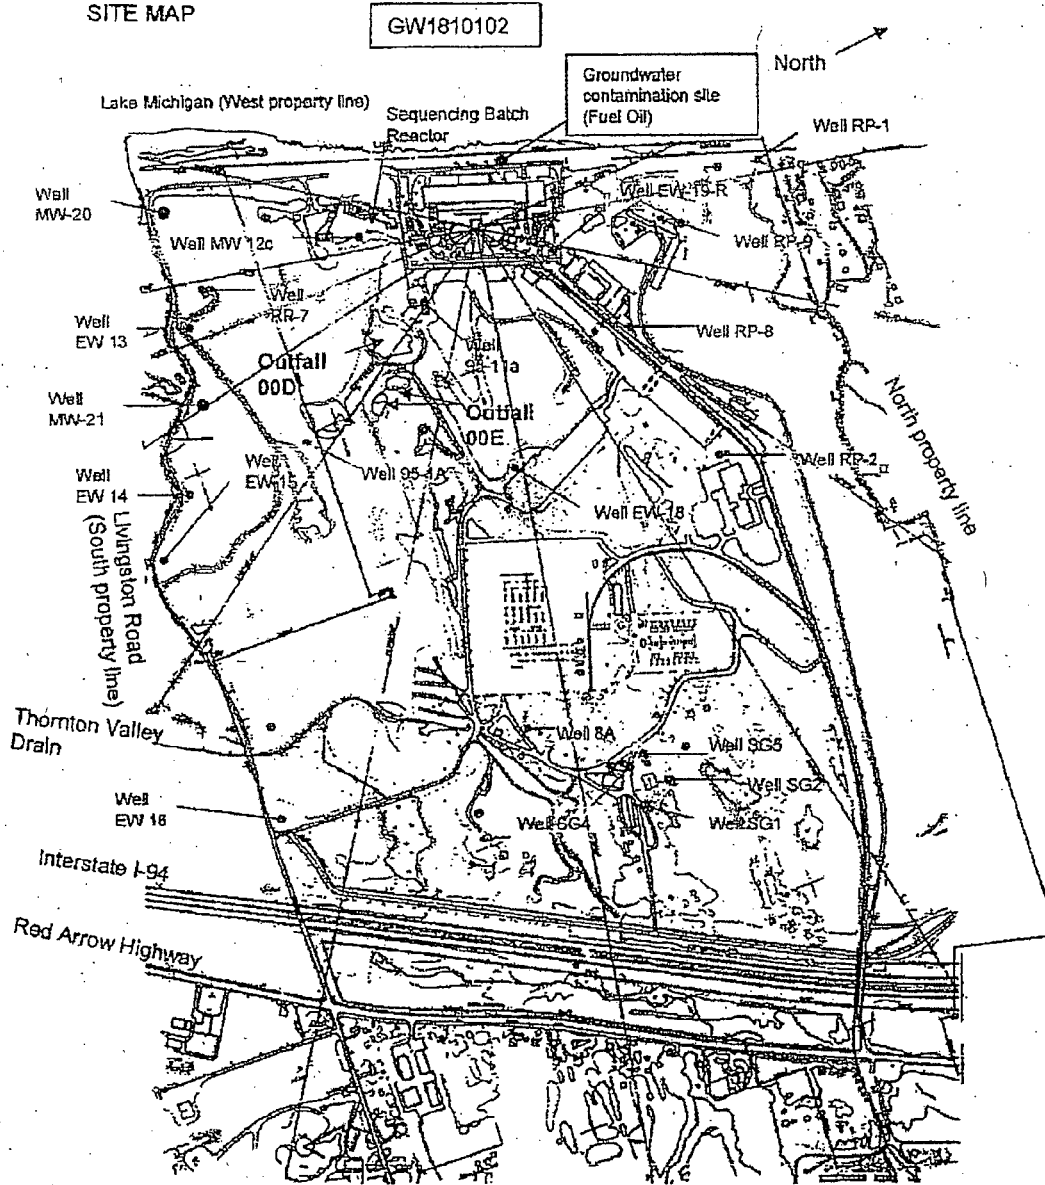 SITE MAP
GW1810102
North
Groundwater
contamination site
(Fuel Oil)
Lake Michigan (West property line)
Sequencing Batch
Reactor
Well RP-1
Well
MW-20
Well EW-19-R
Well MW 12c
Well RP-9
Well
RR-7
Well
EW 13
Well RP-8
Well
Outfall
00D
Well
MW-21
Outfall
00E
North property line
Well
EW-15
Well 95-1A
Well RP-2
Well
EW 14
Well EW-18
Livingston Road
(South property line)
Thornton Valley
Drain
Well 8A
Well SG5
Well SG2
Well
EW 16
Well SG4
Well SG1
Interstate I-94
Red Arrow Highway